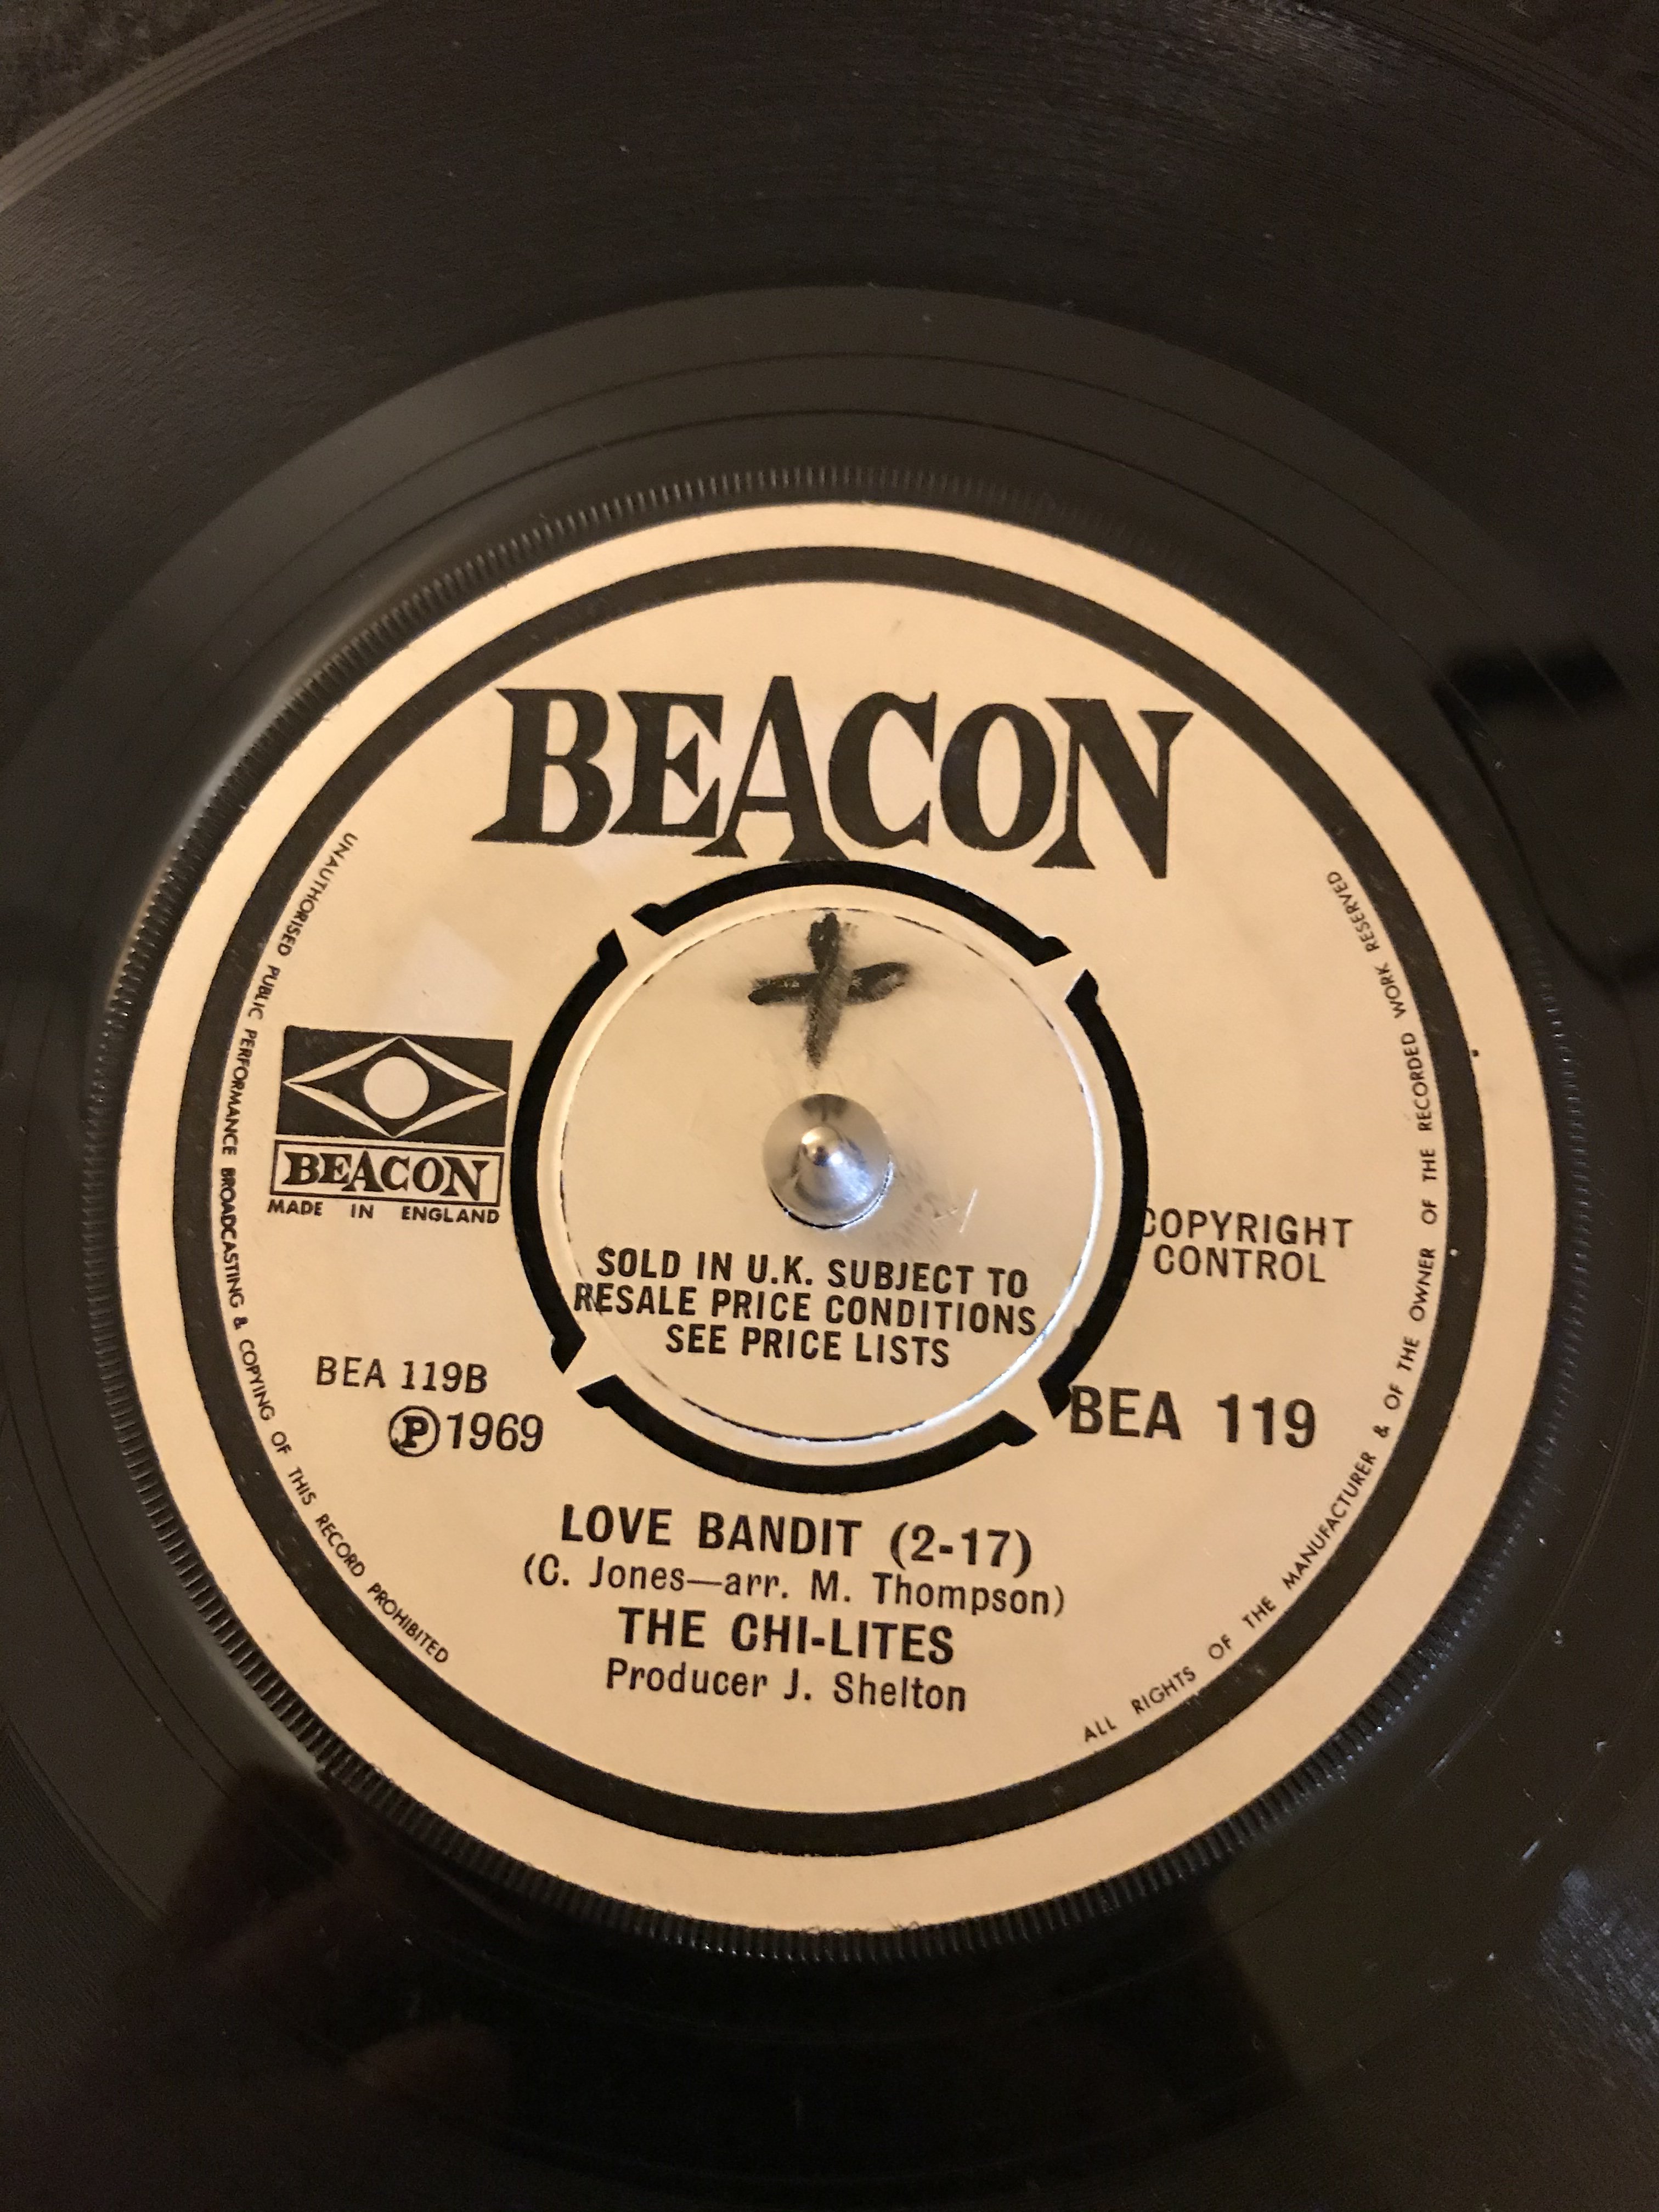 BEACON
UNAUTHORISED PUBLIC PERFORMANCE BROADCASTING & COPYING OF THIS RECORD PROHIBITED
ALL RIGHTS OF THE MANUFACTURER & OF THE OWNER OF THE RECORDED WORK RESERVED
BEACON
MADE IN ENGLAND
COPYRIGHT
CONTROL
SOLD IN U.K. SUBJECT TO
RESALE PRICE CONDITIONS
SEE PRICE LISTS
BEA 119B
Ⓟ1969
BEA 119
LOVE BANDIT (2-17)
(C. Jones—arr. M. Thompson)
THE CHI-LITES
Producer J. Shelton